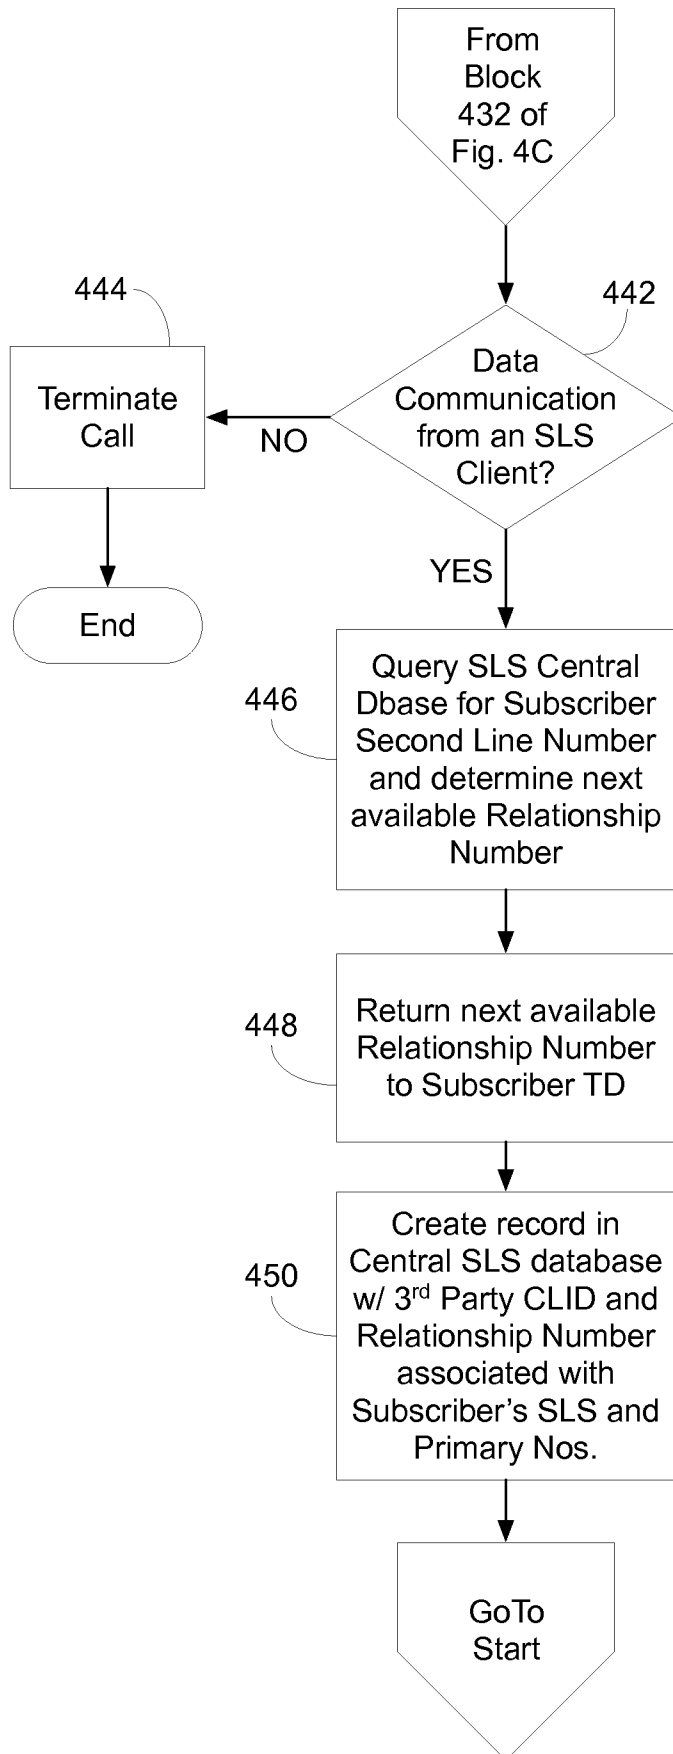 From
Block
432 of
Fig. 4C
444
442
Data
Communication
from an SLS
Client?
Terminate
Call
NO
YES
End
446
Query SLS Central
Dbase for Subscriber
Second Line Number
and determine next
available Relationship
Number
448
Return next available
Relationship Number
to Subscriber TD
450
Create record in
Central SLS database
w/ 3rd Party CLID and
Relationship Number
associated with
Subscriber's SLS and
Primary Nos.
GoTo
Start